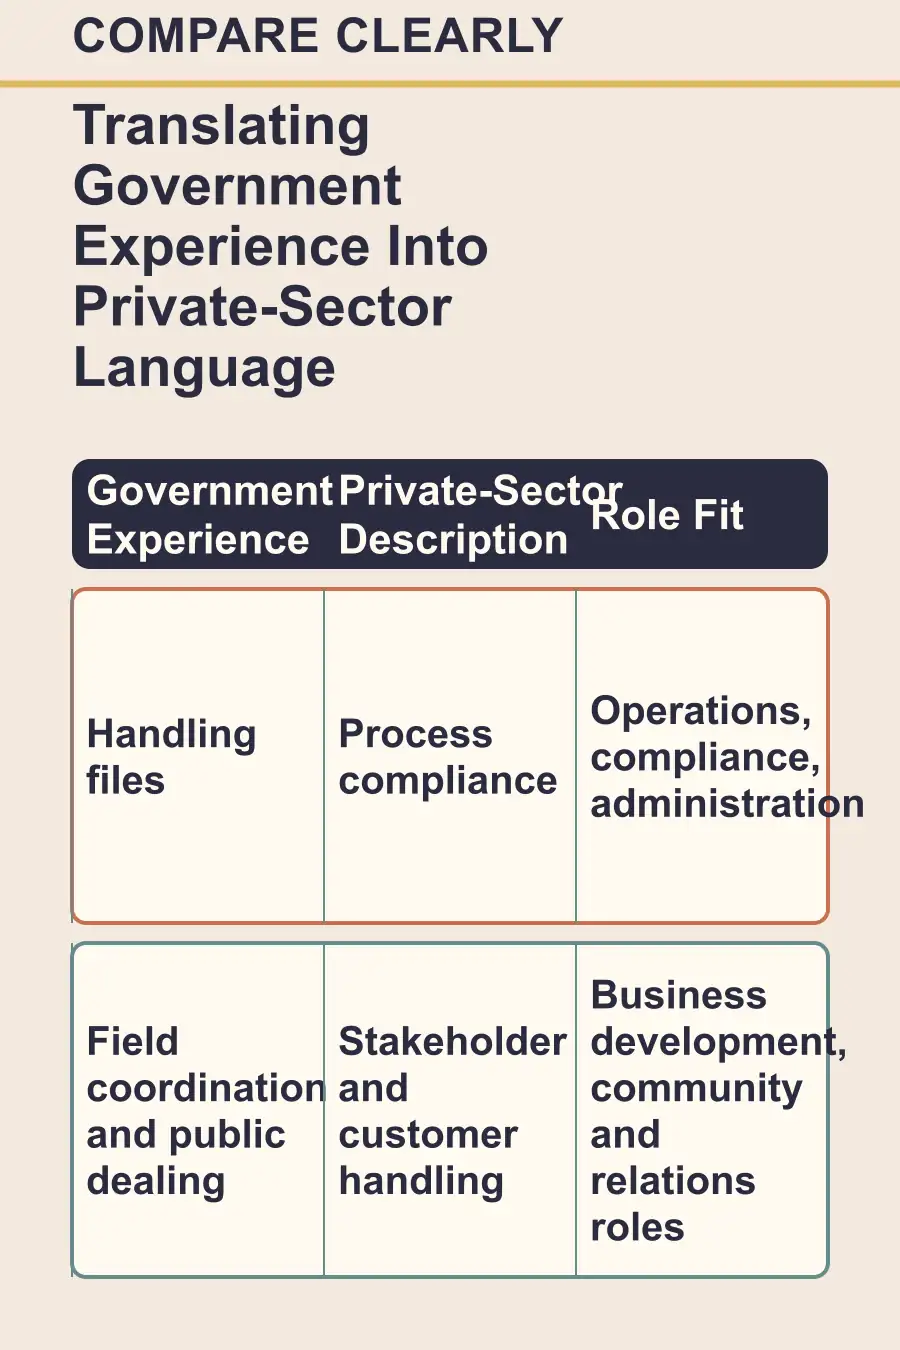 COMPARE CLEARLY
Translating
Government
Experience Into
Private-Sector
Language
Government
Experience
Private-Sector
Description
Role Fit
Handling
files
Process
compliance
Operations,
compliance,
administration
Field
coordination
and public
dealing
Stakeholder
and
customer
handling
Business
development,
community
and
relations
roles